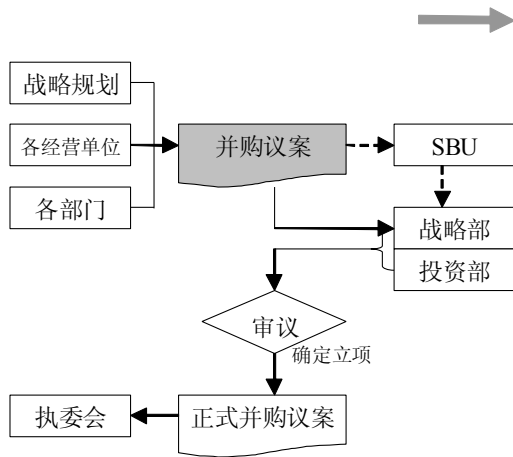 战略规划
各经营单位
并购议案
SBU
各部门
战略部
投资部
审议
确定立项
执委会
正式并购议案